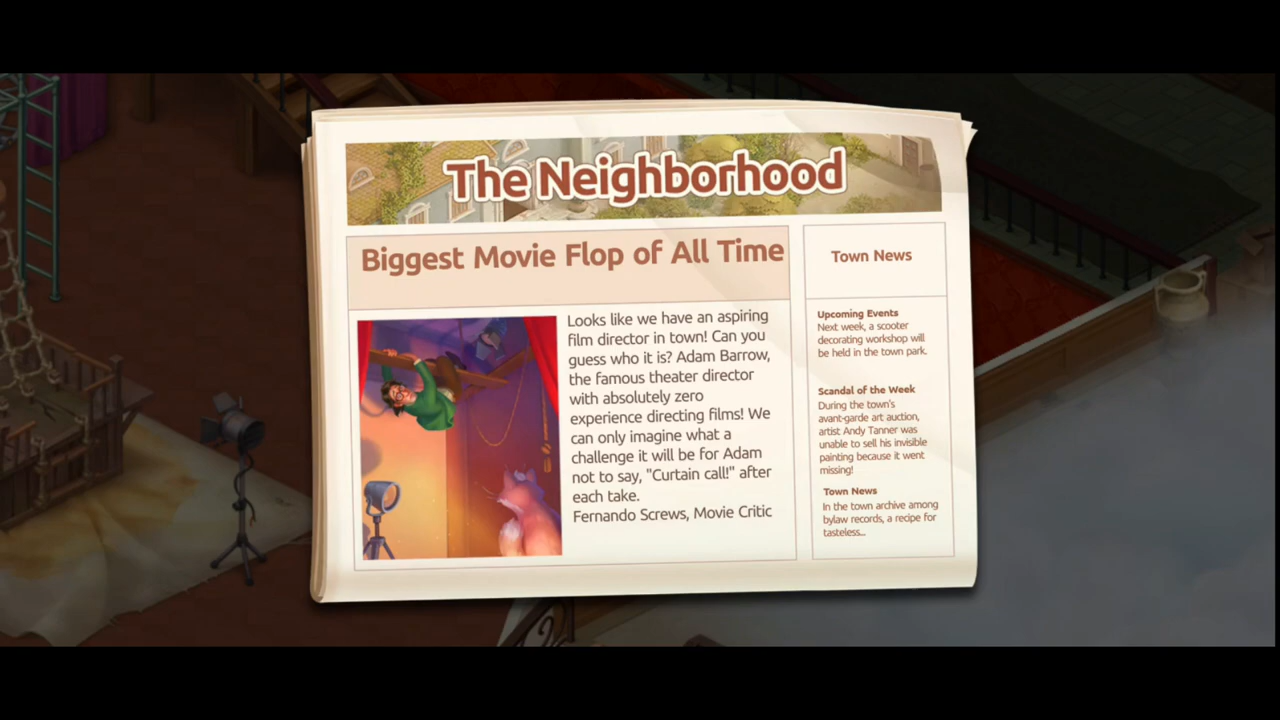 The Neighborhood
Biggest Movie Flop of All Time
Looks like we have an aspiring
film director in town! Can you
guess who it is? Adam Barrow,
the famous theater director
with absolutely zero
experience directing films! We
can only imagine what a
challenge it will be for Adam
not to say, "Curtain call!" after
each take.
Fernando Screws, Movie Critic
Town News
Upcoming Events
Next week, a scooter
decorating workshop will
be held in the town park.
Scandal of the Week
During the town's
avant-garde art auction,
artist Andy Tanner was
unable to sell his invisible
painting because it went
missing!
Town News
In the town archive among
bylaw records, a recipe for
tasteless...